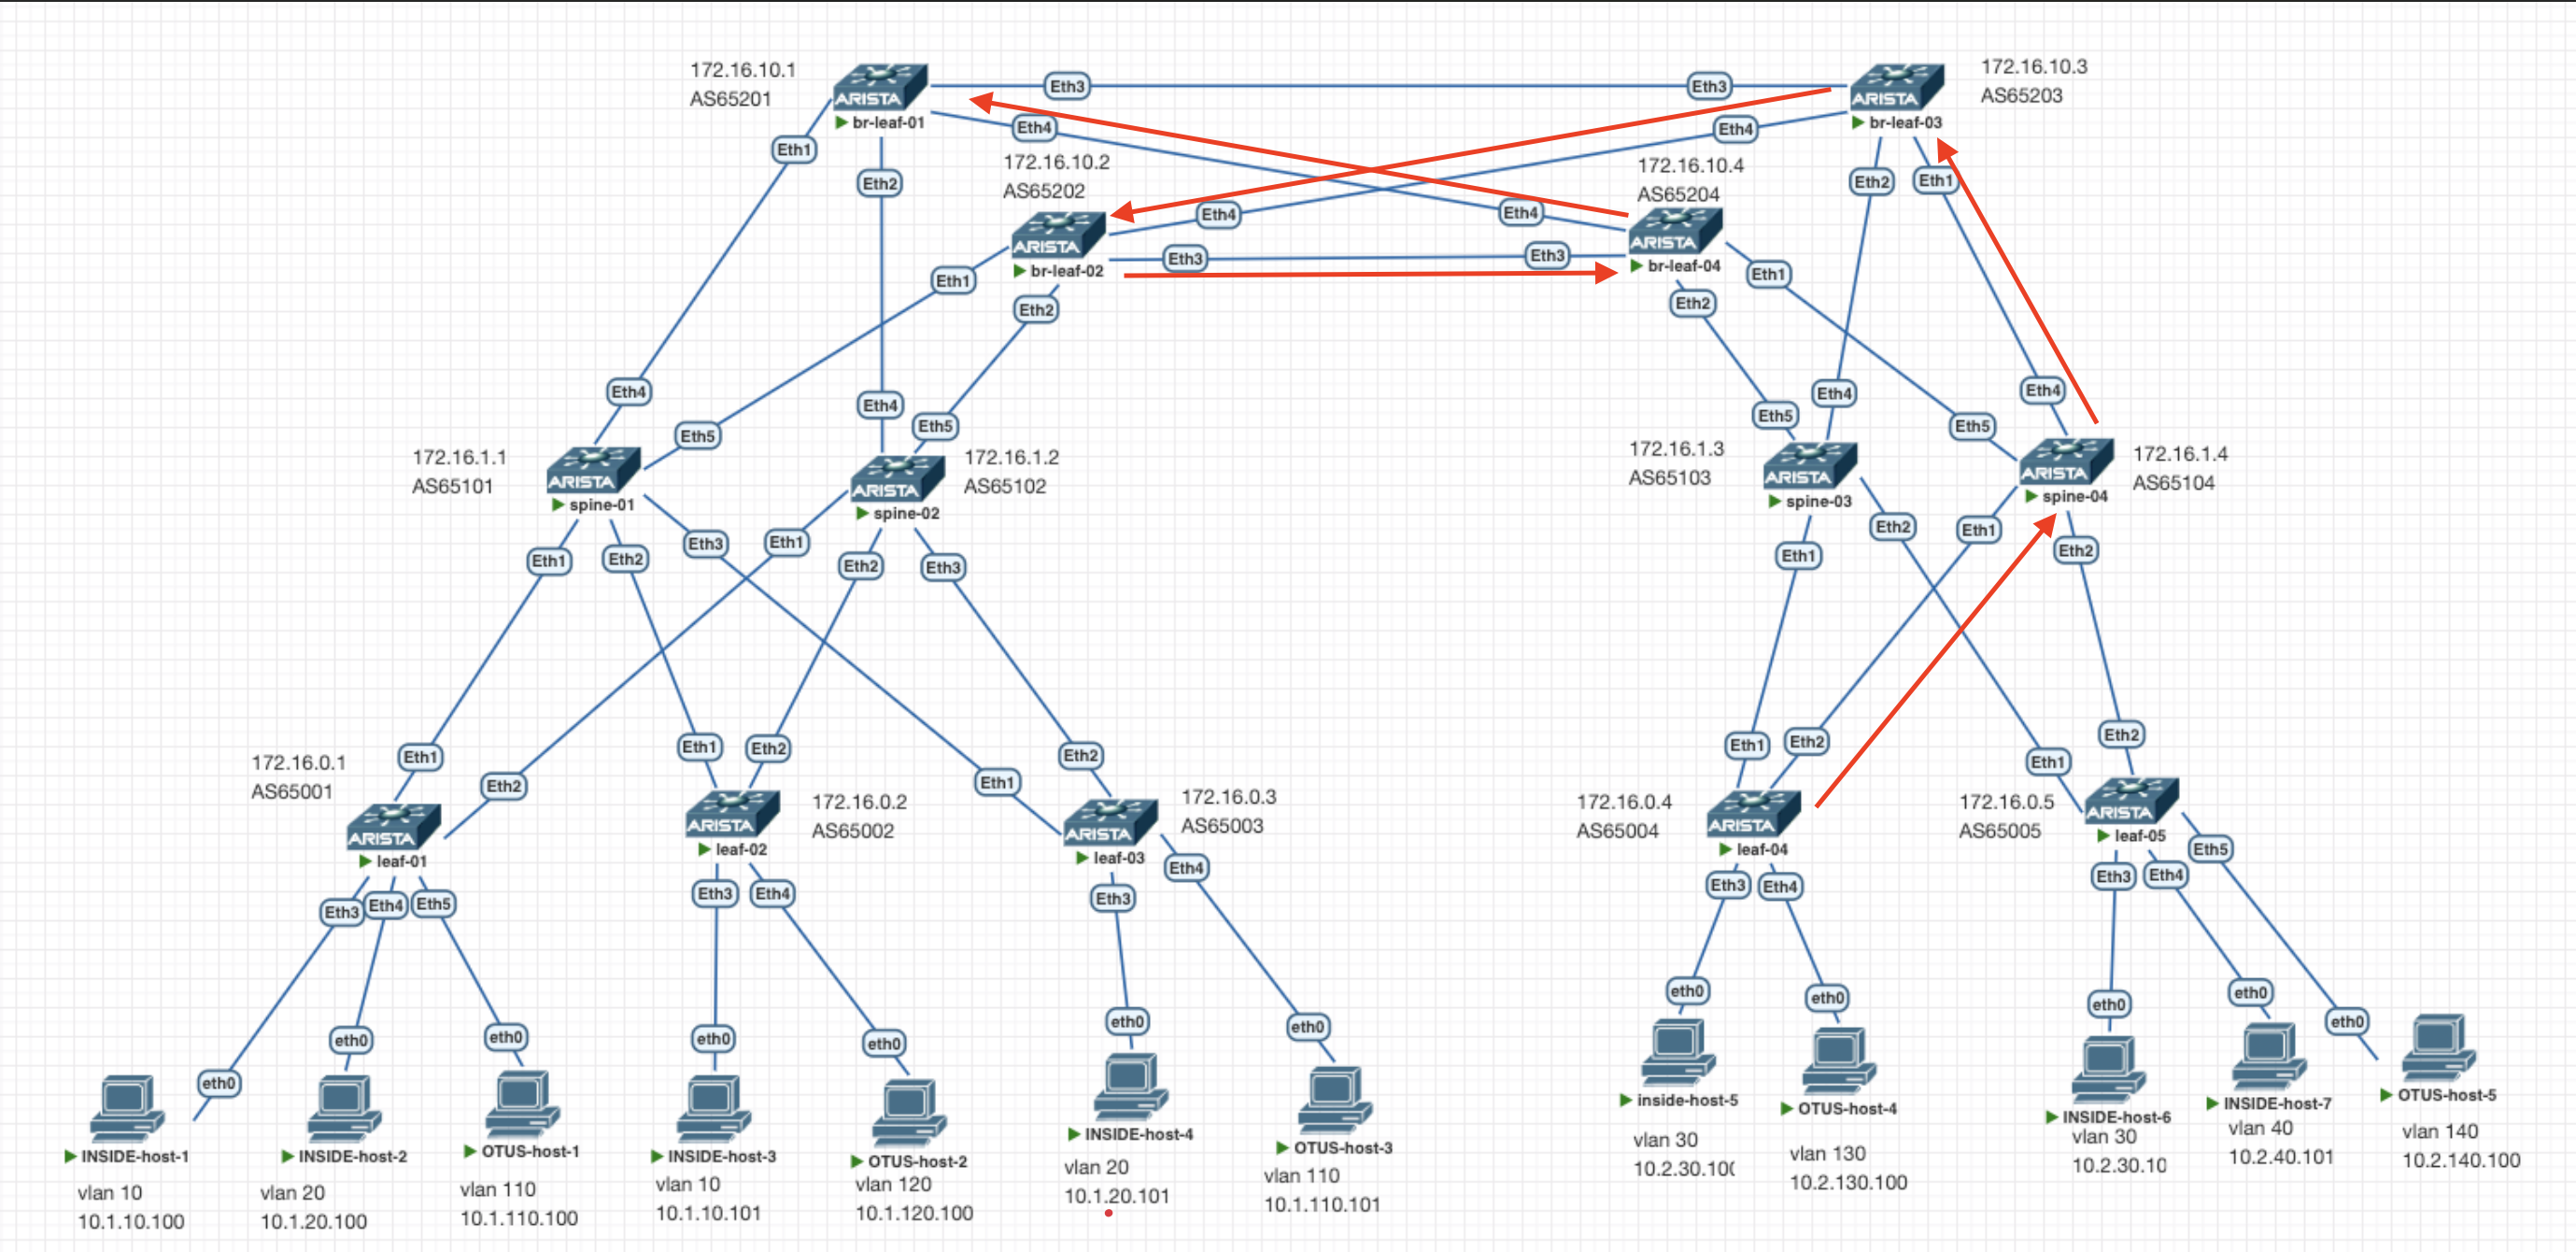 172.16.10.1
AS65201
ARISTA
br-leaf-01
Eth3
Eth3
ARISTA
br-leaf-03
172.16.10.3
AS65203
Eth1
Eth2
Eth4
Eth4
Eth2
Eth1
172.16.10.2
AS65202
ARISTA
br-leaf-02
Eth4
Eth3
Eth4
Eth3
172.16.10.4
AS65204
ARISTA
br-leaf-04
Eth1
Eth2
Eth2
Eth1
Eth4
Eth5
Eth4
Eth5
Eth5
Eth4
Eth5
Eth4
172.16.1.1
AS65101
ARISTA
spine-01
ARISTA
spine-02
172.16.1.2
AS65102
172.16.1.3
AS65103
ARISTA
spine-03
ARISTA
spine-04
172.16.1.4
AS65104
Eth1
Eth2
Eth3
Eth1
Eth2
Eth3
Eth1
Eth2
Eth1
Eth2
Eth1
Eth2
Eth1
Eth2
Eth1
Eth2
Eth1
Eth2
Eth1
Eth2
172.16.0.1
AS65001
ARISTA
leaf-01
ARISTA
leaf-02
172.16.0.2
AS65002
ARISTA
leaf-03
172.16.0.3
AS65003
172.16.0.4
AS65004
ARISTA
leaf-04
172.16.0.5
AS65005
ARISTA
leaf-05
Eth3
Eth4
Eth5
Eth3
Eth4
Eth3
Eth4
Eth3
Eth4
Eth3
Eth4
Eth5
eth0
eth0
eth0
eth0
eth0
eth0
eth0
eth0
eth0
eth0
eth0
eth0
INSIDE-host-1
vlan 10
10.1.10.100
INSIDE-host-2
vlan 20
10.1.20.100
OTUS-host-1
vlan 110
10.1.110.100
INSIDE-host-3
vlan 10
10.1.10.101
OTUS-host-2
vlan 120
10.1.120.100
INSIDE-host-4
vlan 20
10.1.20.101
OTUS-host-3
vlan 110
10.1.110.101
inside-host-5
vlan 30
10.2.30.10
OTUS-host-4
vlan 130
10.2.130.100
INSIDE-host-6
vlan 30
10.2.30.10
INSIDE-host-7
vlan 40
10.2.40.101
OTUS-host-5
vlan 140
10.2.140.100